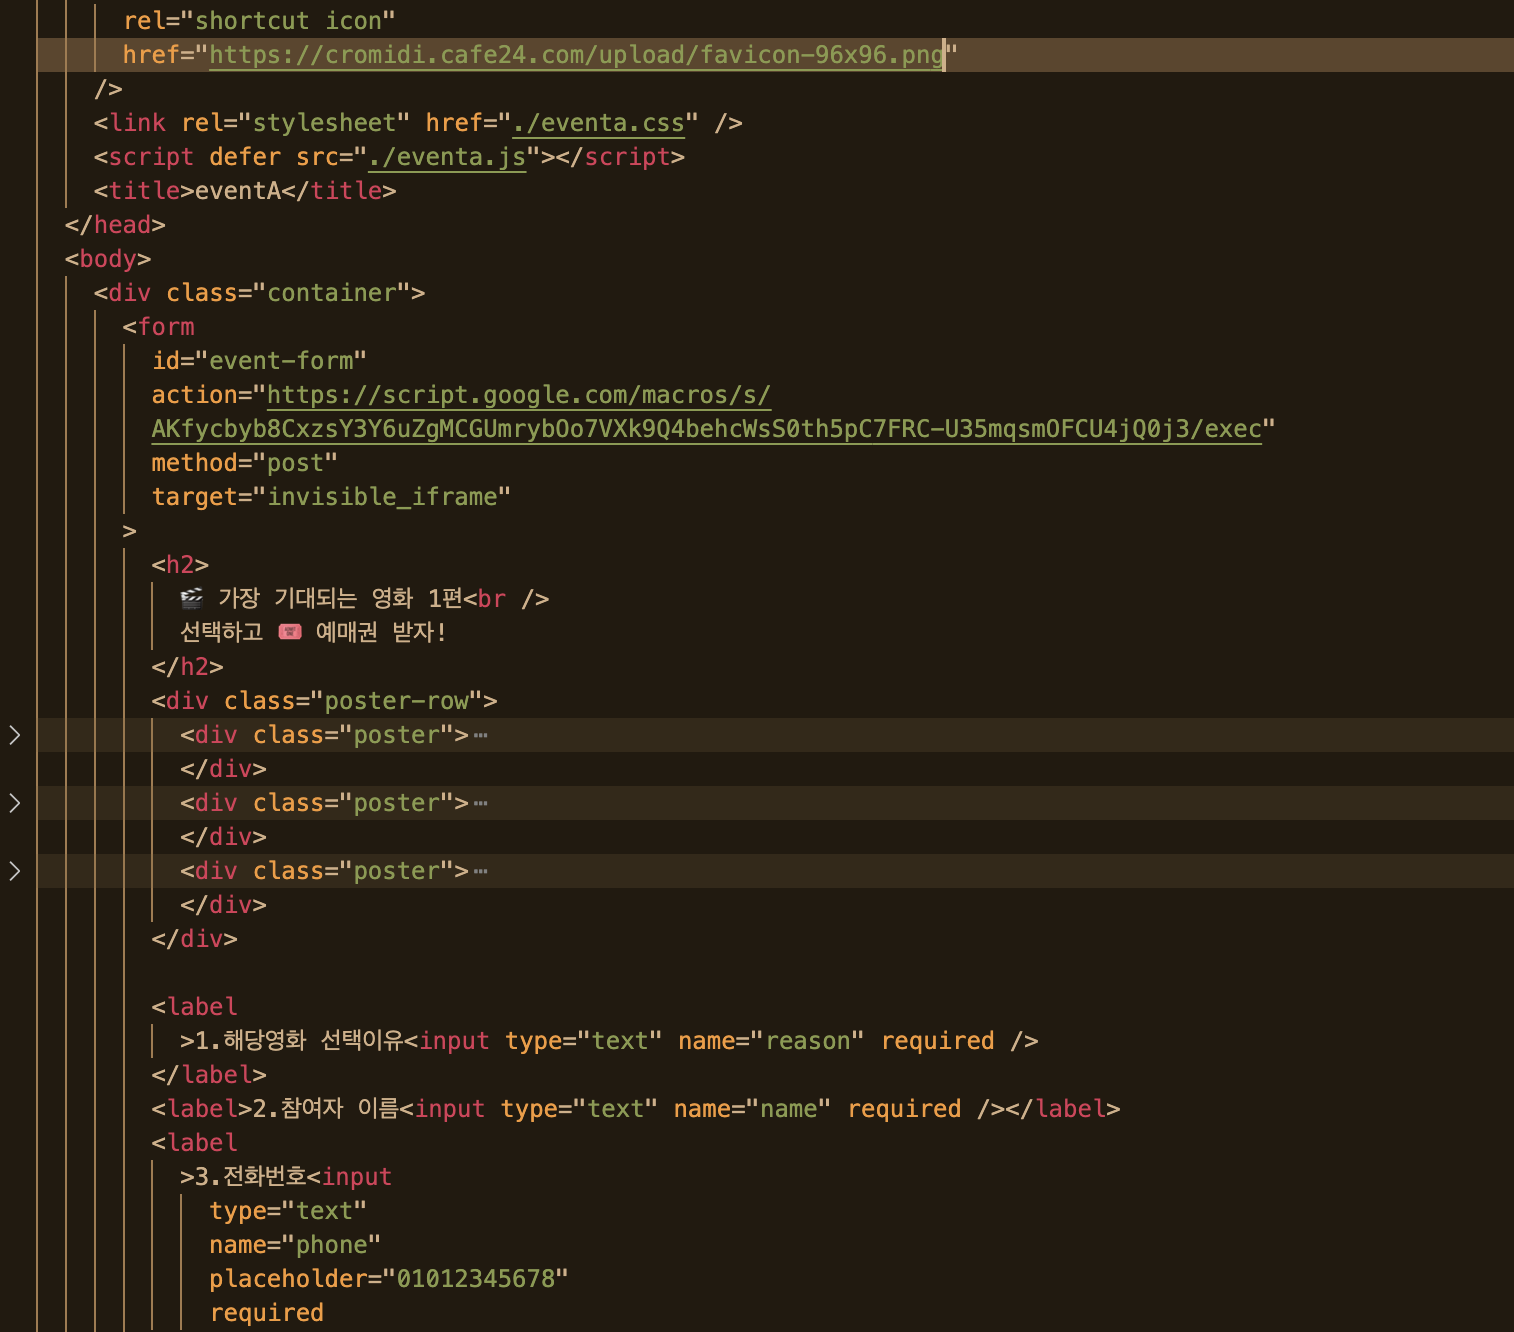 rel="shortcut icon"
href="https://cromidi.cafe24.com/upload/favicon-96x96.png"
/>
<link rel="stylesheet" href="./eventa.css" />
<script defer src="./eventa.js"></script>
<title>eventA</title>
</head>
<body>
<div class="container">
<form
id="event-form"
action="https://script.google.com/macros/s/
AKfycbyb8CxzsY3Y6uZgMCGUmrybOo7VXk9Q4behcWsS0th5pC7FRC-U35mqsmOFCU4jQ0j3/exec"
method="post"
target="invisible_iframe"
>
<h2>
🎬 가장 기대되는 영화 1편<br />
선택하고 🎟️ 예매권 받자!
</h2>
<div class="poster-row">
<div class="poster">⋯
</div>
<div class="poster">⋯
</div>
<div class="poster">⋯
</div>
</div>
<label
>1.해당영화 선택이유<input type="text" name="reason" required />
</label>
<label>2.참여자 이름<input type="text" name="name" required /></label>
<label
>3.전화번호<input
type="text"
name="phone"
placeholder="01012345678"
required